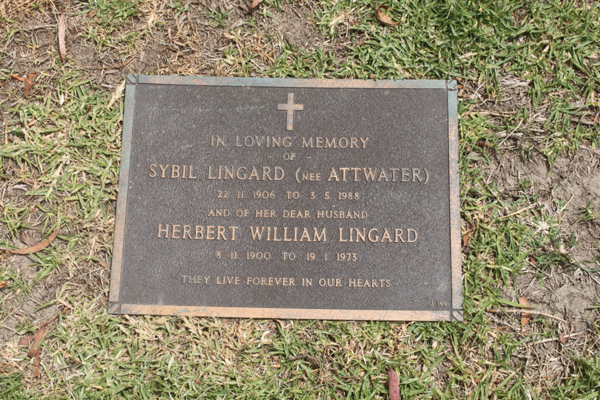 IN LOVING MEMORY
- OF -
SYBIL LINGARD (NEE ATTWATER)
22. 11. 1906 TO 3. 5. 1988
AND OF HER DEAR HUSBAND
HERBERT WILLIAM LINGARD
8. 11. 1900 TO 19. 1. 1973
THEY LIVE FOREVER IN OUR HEARTS